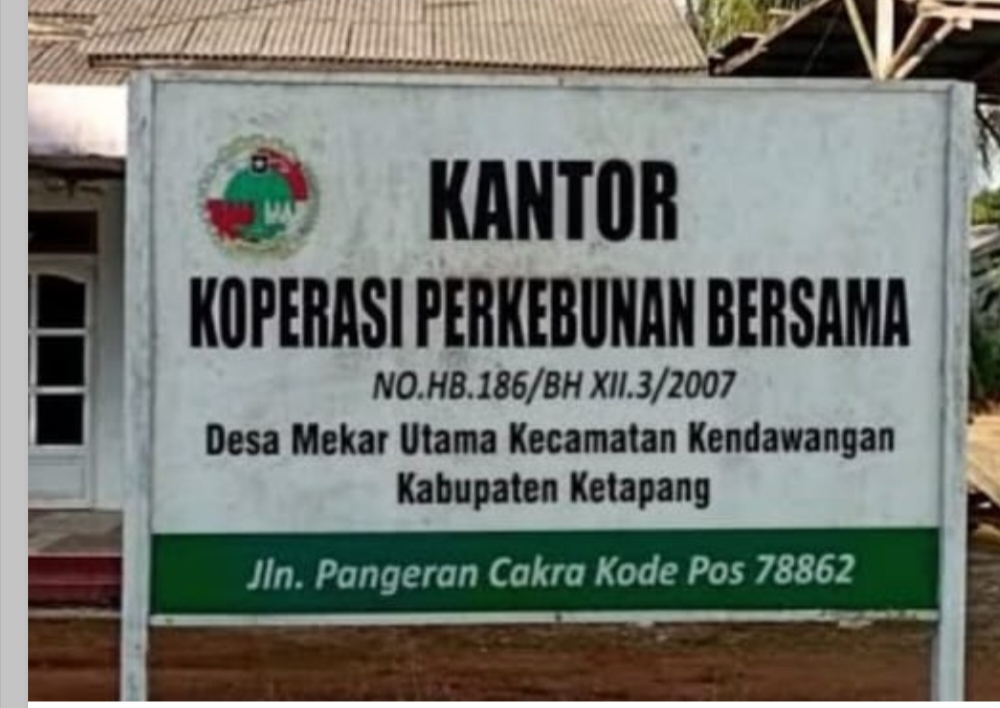 KANTOR
KOPERASI PERKEBUNAN BERSAMA
NO.HB.186/BH XII.3/2007
Desa Mekar Utama Kecamatan Kendawangan
Kabupaten Ketapang
Jln. Pangeran Cakra Kode Pos 78862